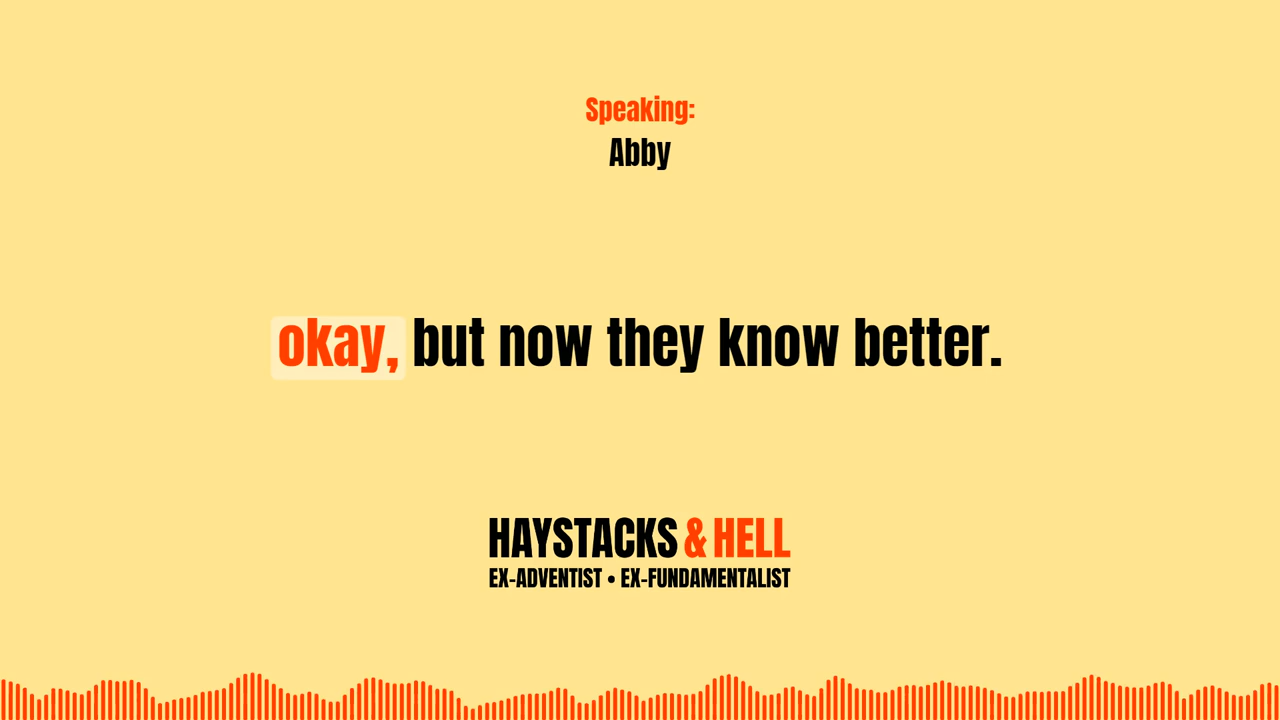 Speaking:
Abby
okay, but now they know better.
HAYSTACKS & HELL
EX-ADVENTIST • EX-FUNDAMENTALIST